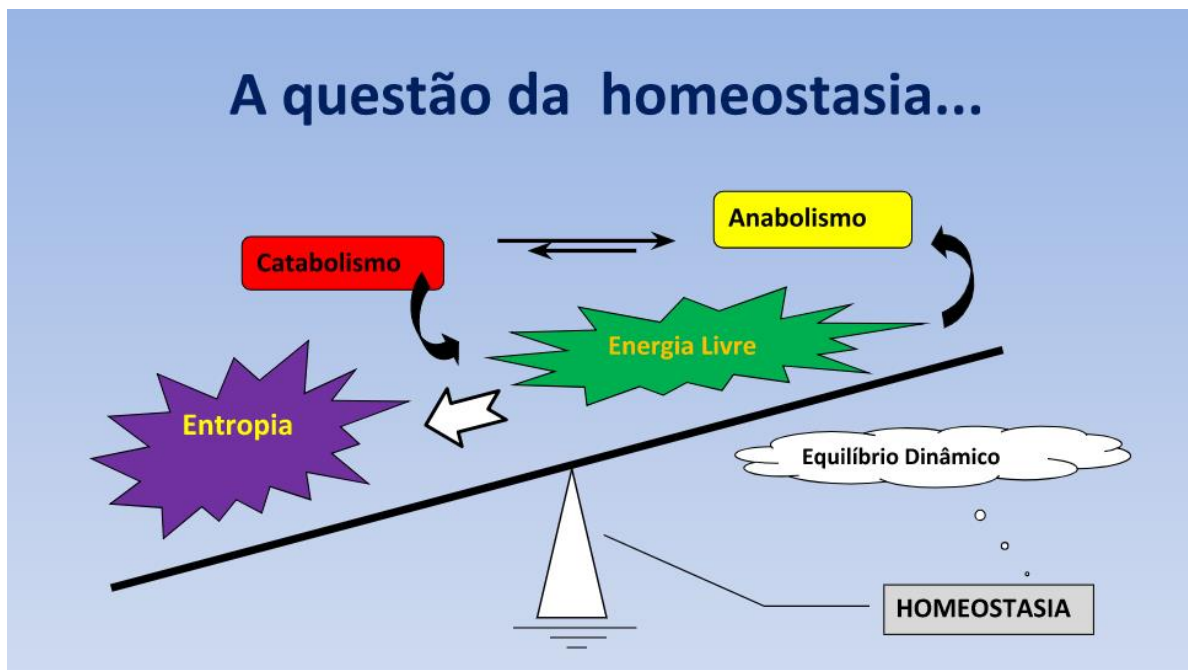 A questão da homeostasia...
Anabolismo
Catabolismo
Energia Livre
Entropia
Equilíbrio Dinâmico
HOMEOSTASIA